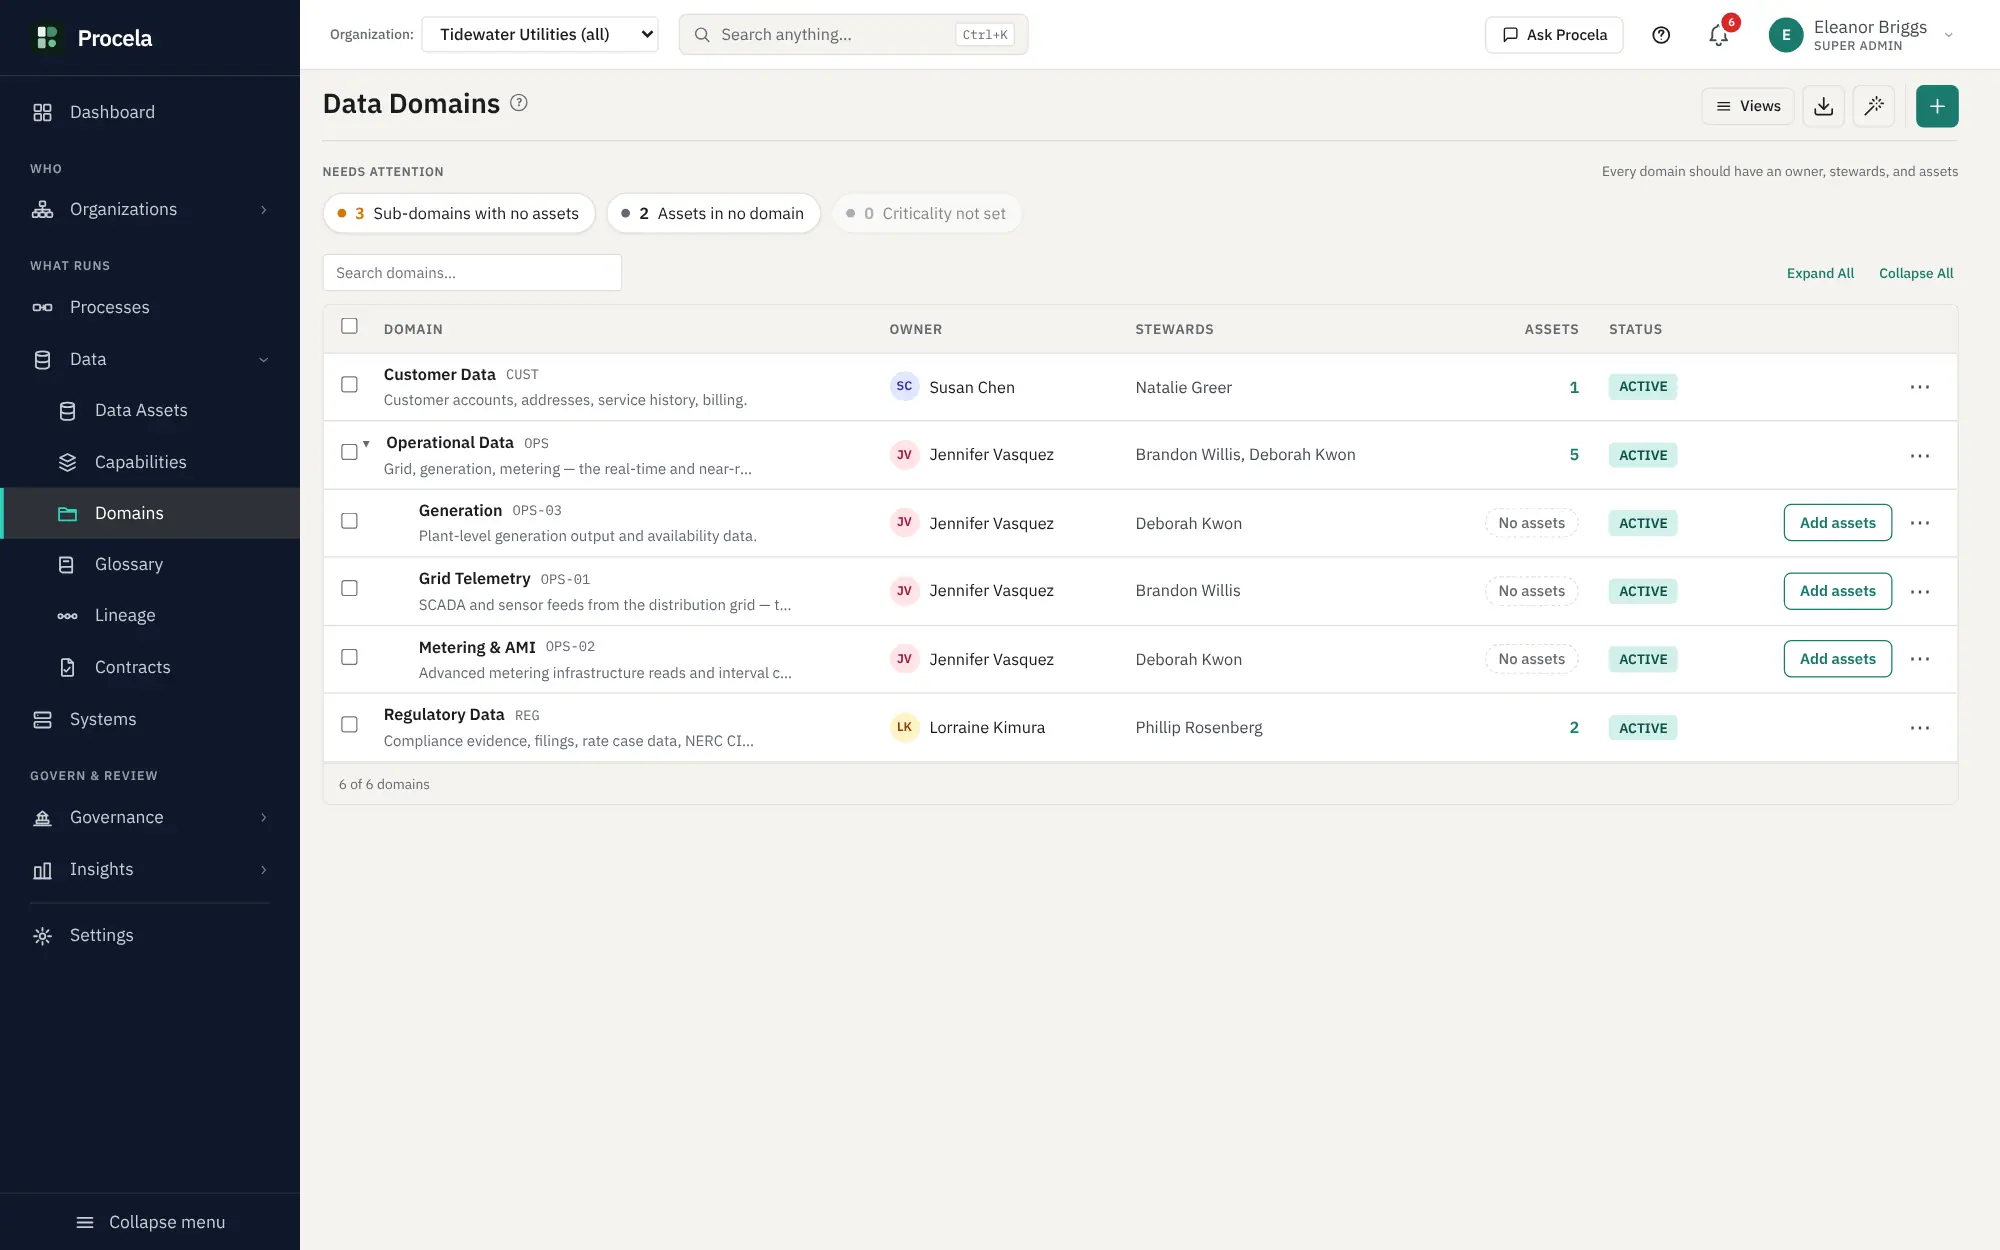 Procela
Organization: Tidewater Utilities (all) Search anything... Ctrl+K Ask Procela 6 E Eleanor Briggs
SUPER ADMIN
Dashboard
WHO
Organizations
WHAT RUNS
Processes
Data
Data Assets
Capabilities
Domains
Glossary
Lineage
Contracts
Systems
GOVERN & REVIEW
Governance
Insights
Settings
Collapse menu
Data Domains ? Views
NEEDS ATTENTION Every domain should have an owner, stewards, and assets
3 Sub-domains with no assets 2 Assets in no domain 0 Criticality not set
Search domains... Expand All Collapse All
DOMAIN OWNER STEWARDS ASSETS STATUS
Customer Data CUST SC Susan Chen Natalie Greer 1 ACTIVE
Customer accounts, addresses, service history, billing.
Operational Data OPS JV Jennifer Vasquez Brandon Willis, Deborah Kwon 5 ACTIVE
Grid, generation, metering — the real-time and near-r...
Generation OPS-03 JV Jennifer Vasquez Deborah Kwon No assets ACTIVE Add assets
Plant-level generation output and availability data.
Grid Telemetry OPS-01 JV Jennifer Vasquez Brandon Willis No assets ACTIVE Add assets
SCADA and sensor feeds from the distribution grid — t...
Metering & AMI OPS-02 JV Jennifer Vasquez Deborah Kwon No assets ACTIVE Add assets
Advanced metering infrastructure reads and interval c...
Regulatory Data REG LK Lorraine Kimura Phillip Rosenberg 2 ACTIVE
Compliance evidence, filings, rate case data, NERC CI...
6 of 6 domains